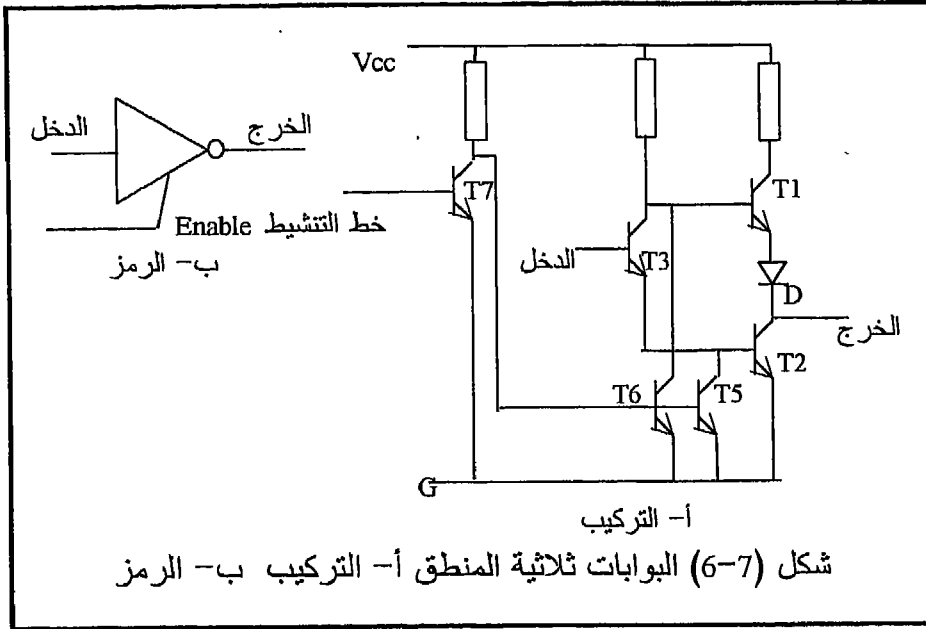 Vcc
الدخل
الخرج
T7
T1
خط التنشيط Enable
ب- الرمز
الدخل
T3
D
الخرج
T2
T6
T5
G
أ- التركيب
شكل (7-6) البوابات ثلاثية المنطق أ- التركيب ب- الرمز